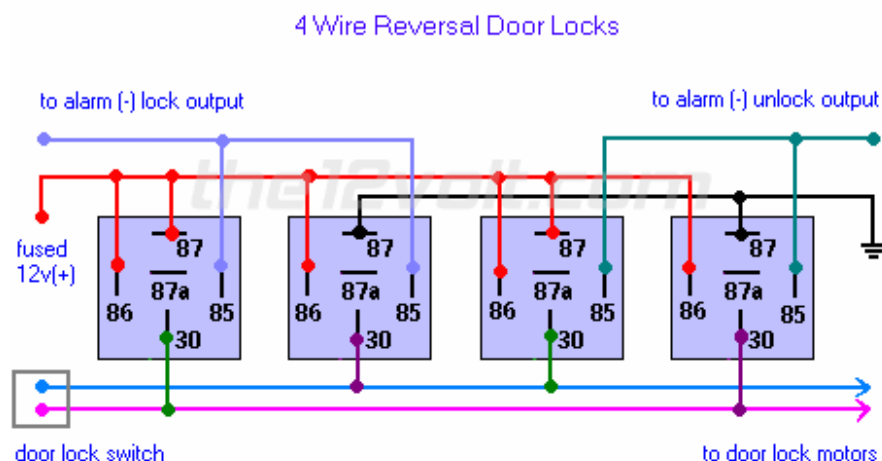 4 Wire Reversal Door Locks
to alarm (-) lock output
to alarm (-) unlock output
the12volt.com
fused
12v(+)
87
87a
86
85
30
87
87a
86
85
30
87
87a
86
85
30
87
87a
86
85
30
door lock switch
to door lock motors